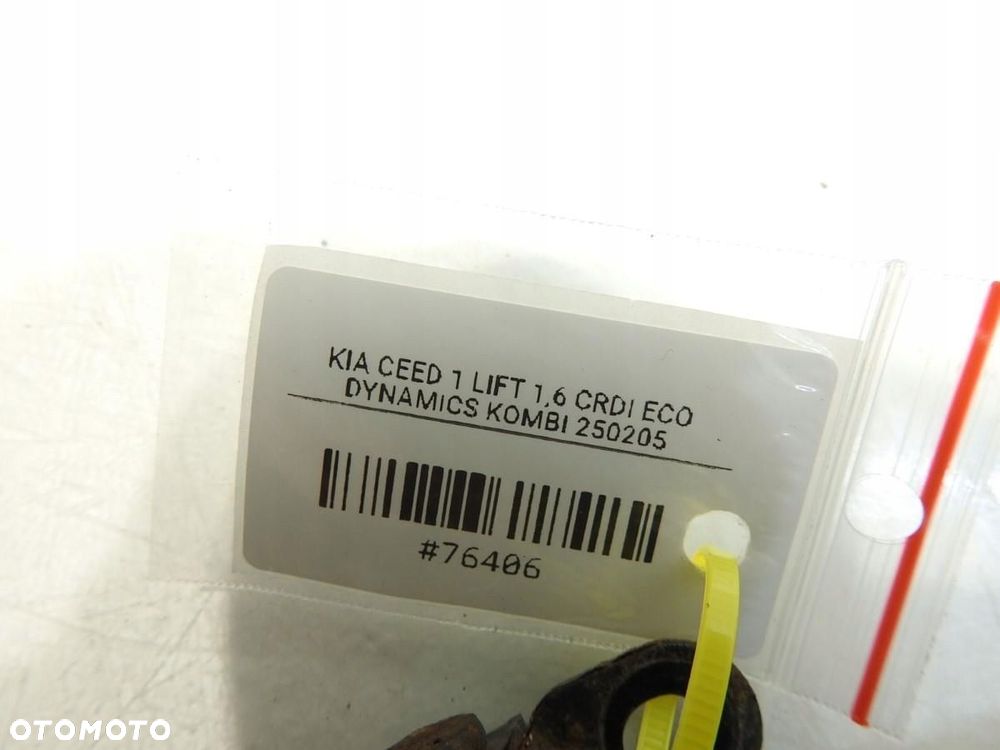 KIA CEED 1 LIFT 1,6 CRDI ECO
DYNAMICS KOMBI 250205
#76406
OTOMOTO